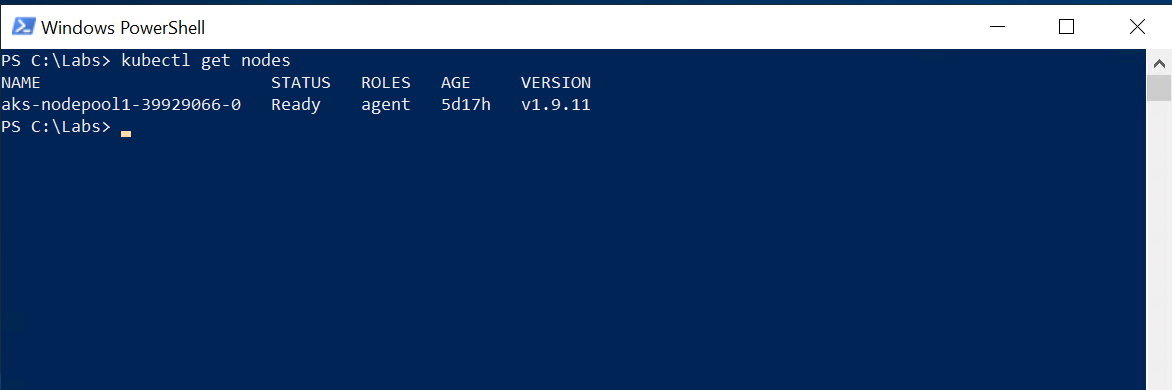 Windows PowerShell
PS C:\Labs> kubectl get nodes
NAME                       STATUS   ROLES   AGE     VERSION
aks-nodepool1-39929066-0   Ready    agent   5d17h   v1.9.11
PS C:\Labs>